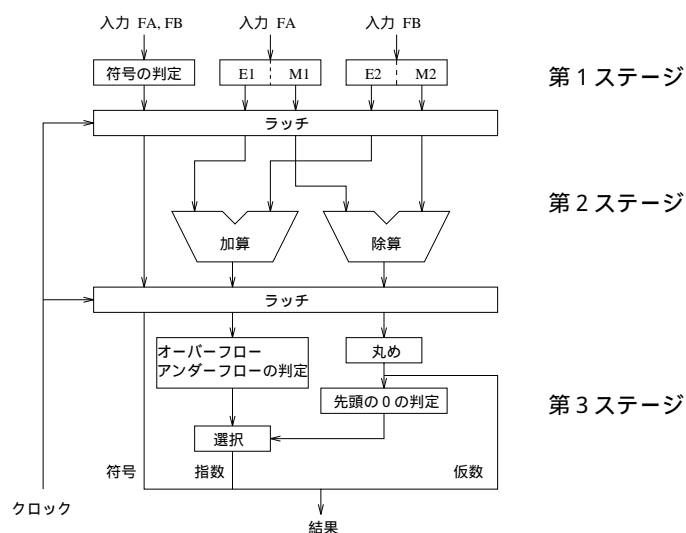 入力 FA, FB
入力 FA
入力 FB
符号の判定
E1
M1
E2
M2
第1ステージ
ラッチ
第2ステージ
加算
除算
ラッチ
オーバーフロー
アンダーフローの判定
丸め
先頭の0の判定
第3ステージ
選択
符号
指数
仮数
クロック
結果